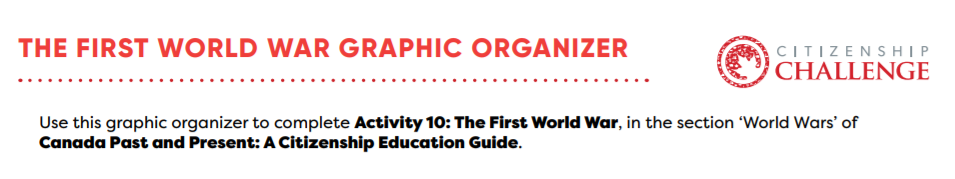 THE FIRST WORLD WAR GRAPHIC ORGANIZER
CITIZENSHIP
CHALLENGE
Use this graphic organizer to complete Activity 10: The First World War, in the section ‘World Wars’ of
Canada Past and Present: A Citizenship Education Guide.